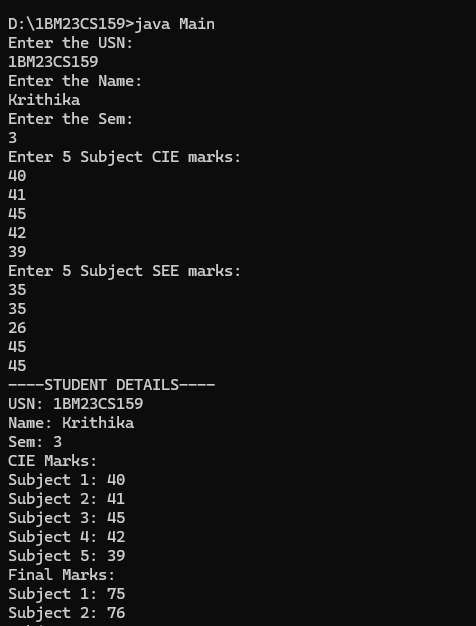 D:\1BM23CS159>java Main
Enter the USN:
1BM23CS159
Enter the Name:
Krithika
Enter the Sem:
3
Enter 5 Subject CIE marks:
40
41
45
42
39
Enter 5 Subject SEE marks:
35
35
26
45
45
----STUDENT DETAILS----
USN: 1BM23CS159
Name: Krithika
Sem: 3
CIE Marks:
Subject 1: 40
Subject 2: 41
Subject 3: 45
Subject 4: 42
Subject 5: 39
Final Marks:
Subject 1: 75
Subject 2: 76